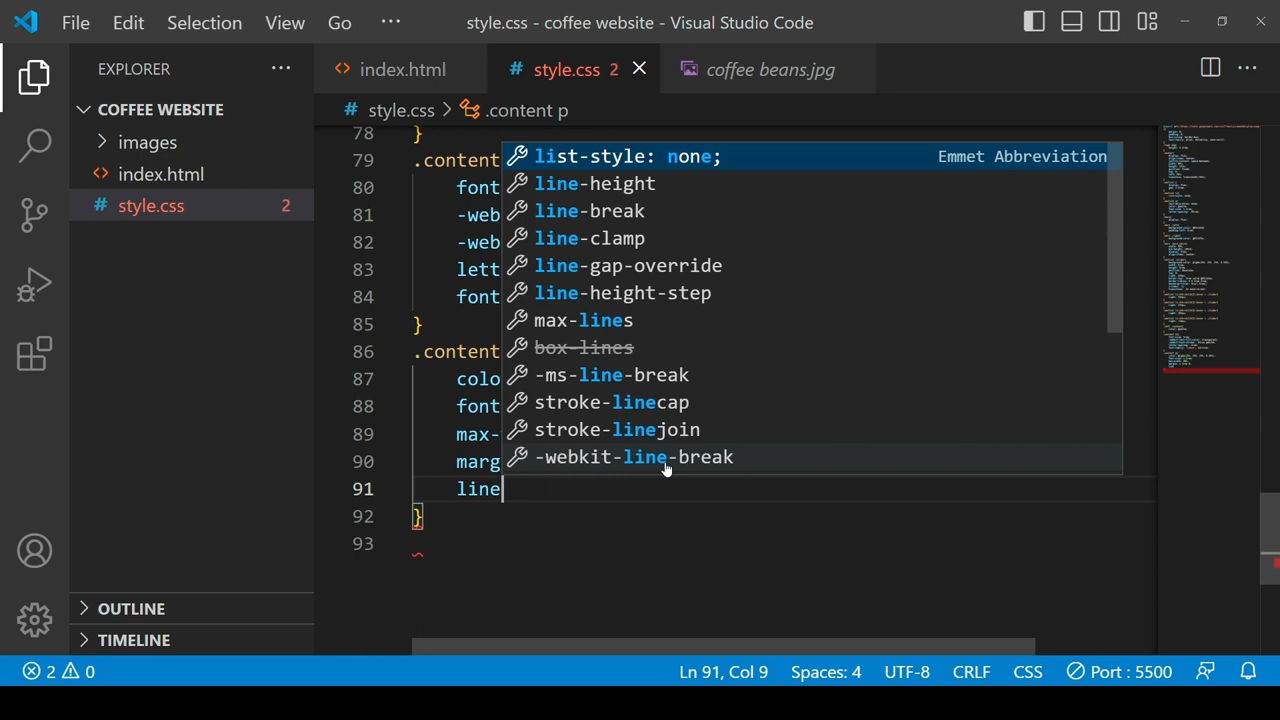 File Edit Selection View Go ··· style.css - coffee website - Visual Studio Code
EXPLORER ··· <> index.html # style.css 2 coffee beans.jpg ···
COFFEE WEBSITE # style.css > .content p
images
<> index.html
# style.css 2
78 }
79 .content
80 font
81 -web
82 -web
83 lett
84 font
85 }
86 .content
87 colo
88 font
89 max-
90 marg
91 line
92 }
93
list-style: none; Emmet Abbreviation
line-height
line-break
line-clamp
line-gap-override
line-height-step
max-lines
box-lines
-ms-line-break
stroke-linecap
stroke-linejoin
-webkit-line-break
OUTLINE
TIMELINE
2 0 Ln 91, Col 9 Spaces: 4 UTF-8 CRLF CSS Port : 5500